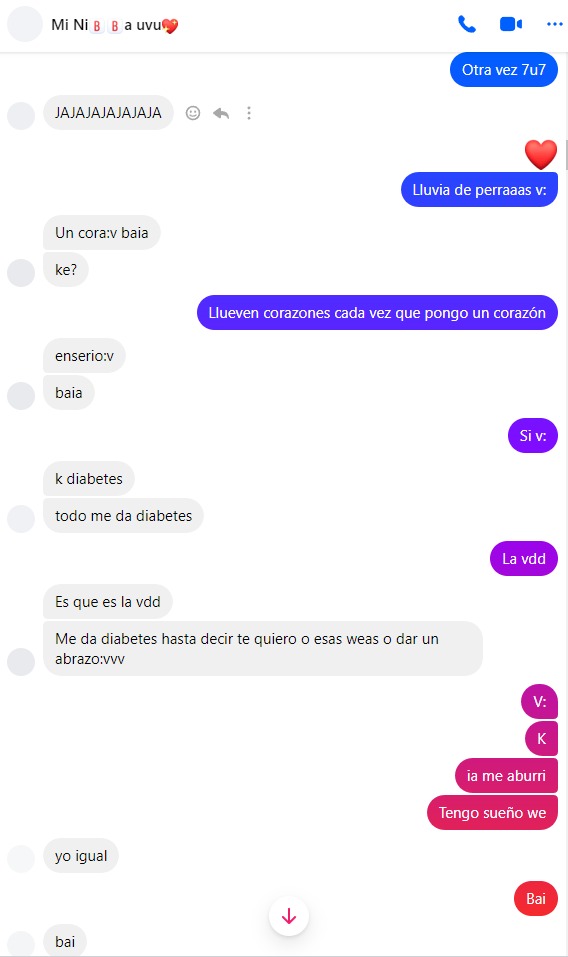 Mi Ni🅱️🅱️a uvu💖
Otra vez 7u7
JAJAJAJAJAJAJA
❤️
Lluvia de perraaas v:
Un cora:v baia
ke?
Llueven corazones cada vez que pongo un corazón
enserio:v
baia
Si v:
k diabetes
todo me da diabetes
La vdd
Es que es la vdd
Me da diabetes hasta decir te quiero o esas weas o dar un
abrazo:vvv
V:
K
ia me aburri
Tengo sueño we
yo igual
Bai
bai